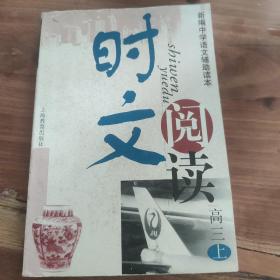 新编中学语文辅助读本
时文
shiwen
yuedu
阅读
高三
上
上海教育出版社